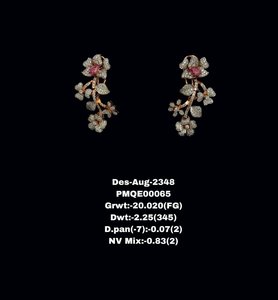 Des-Aug-2348
PMQE00065
Grwt:-20.020(FG)
Dwt:-2.25(345)
D.pan(-7):-0.07(2)
NV Mix:-0.83(2)